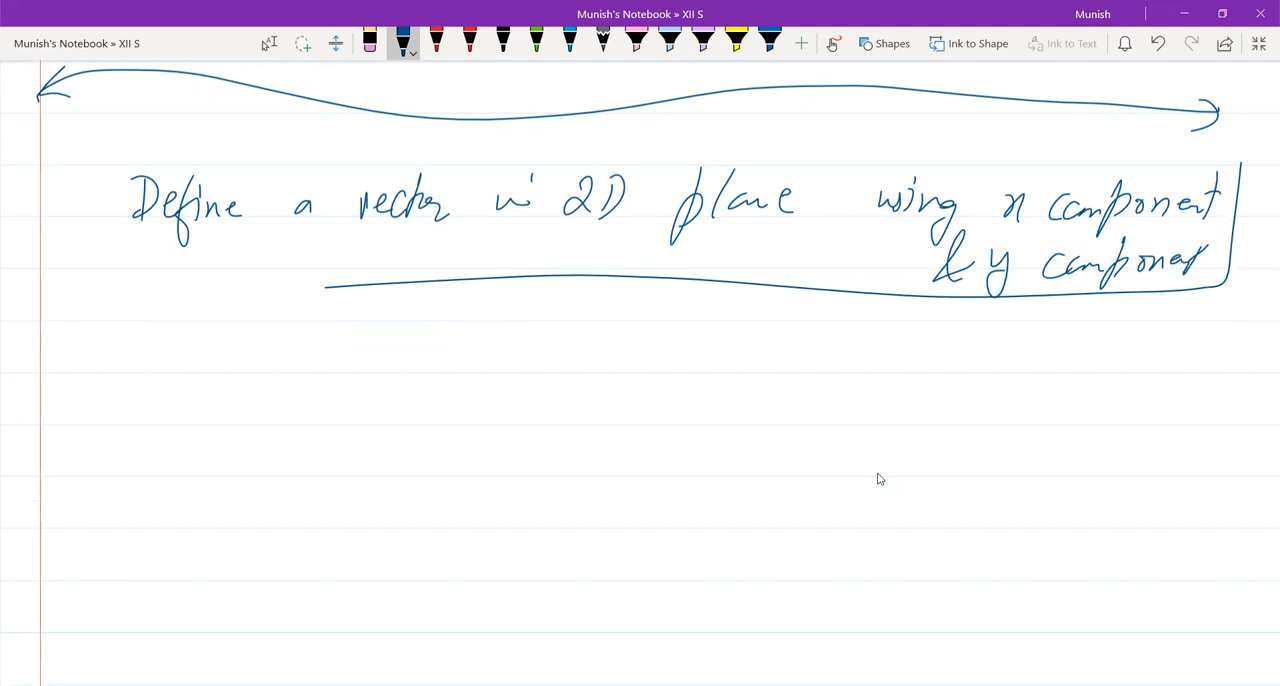 Munish's Notebook » XII S
Munish
Munish's Notebook » XII S
Shapes
Ink to Shape
Ink to Text
Define a vector in 2D plane using x component
& y component